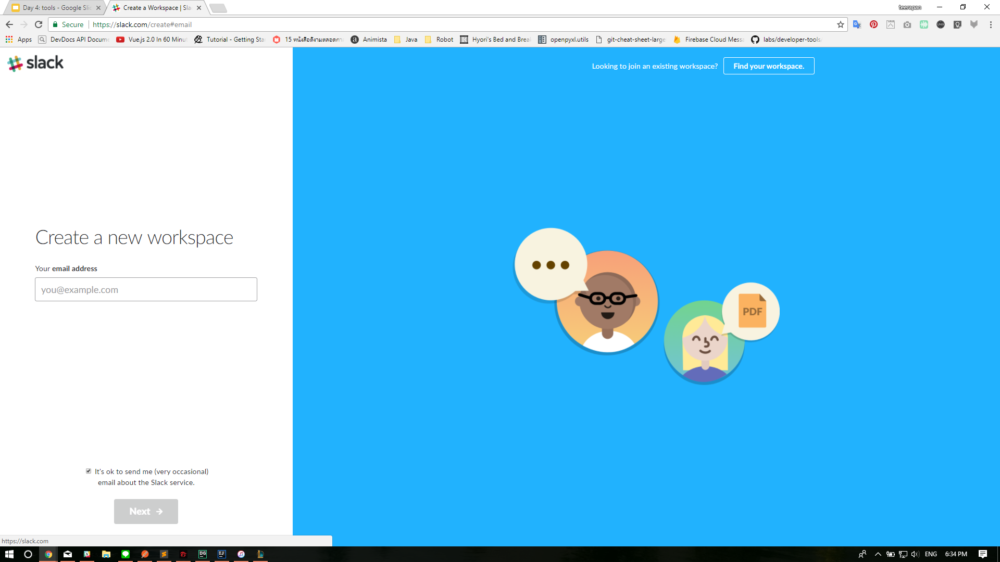 Day 4: tools - Google Slid
Create a Workspace | Sla
teerapan
Secure
https://slack.com/create#email
Apps
DevDocs API Docume
Vue.js 2.0 In 60 Minut
Tutorial - Getting Sta
15 หนังสือดีงามตลอดกา
Animista
Java
Robot
Hyori's Bed and Brea
openpyxl.utils
git-cheat-sheet-large
Firebase Cloud Messa
labs/developer-tools
slack
Looking to join an existing workspace?
Find your workspace.
Create a new workspace
Your email address
you@example.com
PDF
It's ok to send me (very occasional)
email about the Slack service.
Next
https://slack.com
DG
IJ
ENG
6:34 PM